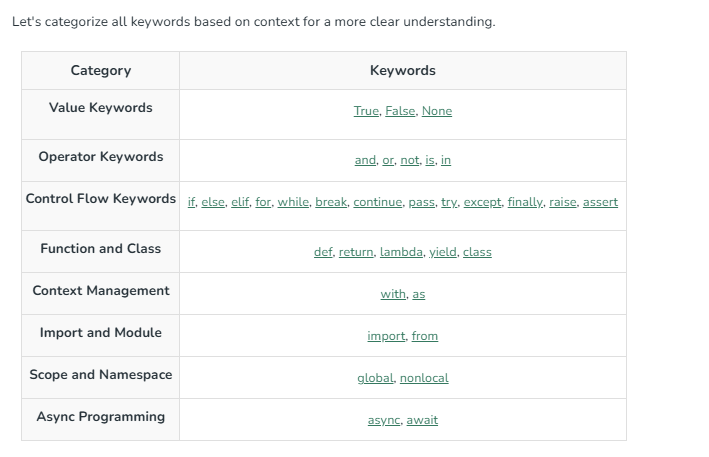 Let's categorize all keywords based on context for a more clear understanding.
Category Keywords
Value Keywords True, False, None
Operator Keywords and, or, not, is, in
Control Flow Keywords if, else, elif, for, while, break, continue, pass, try, except, finally, raise, assert
Function and Class def, return, lambda, yield, class
Context Management with, as
Import and Module import, from
Scope and Namespace global, nonlocal
Async Programming async, await